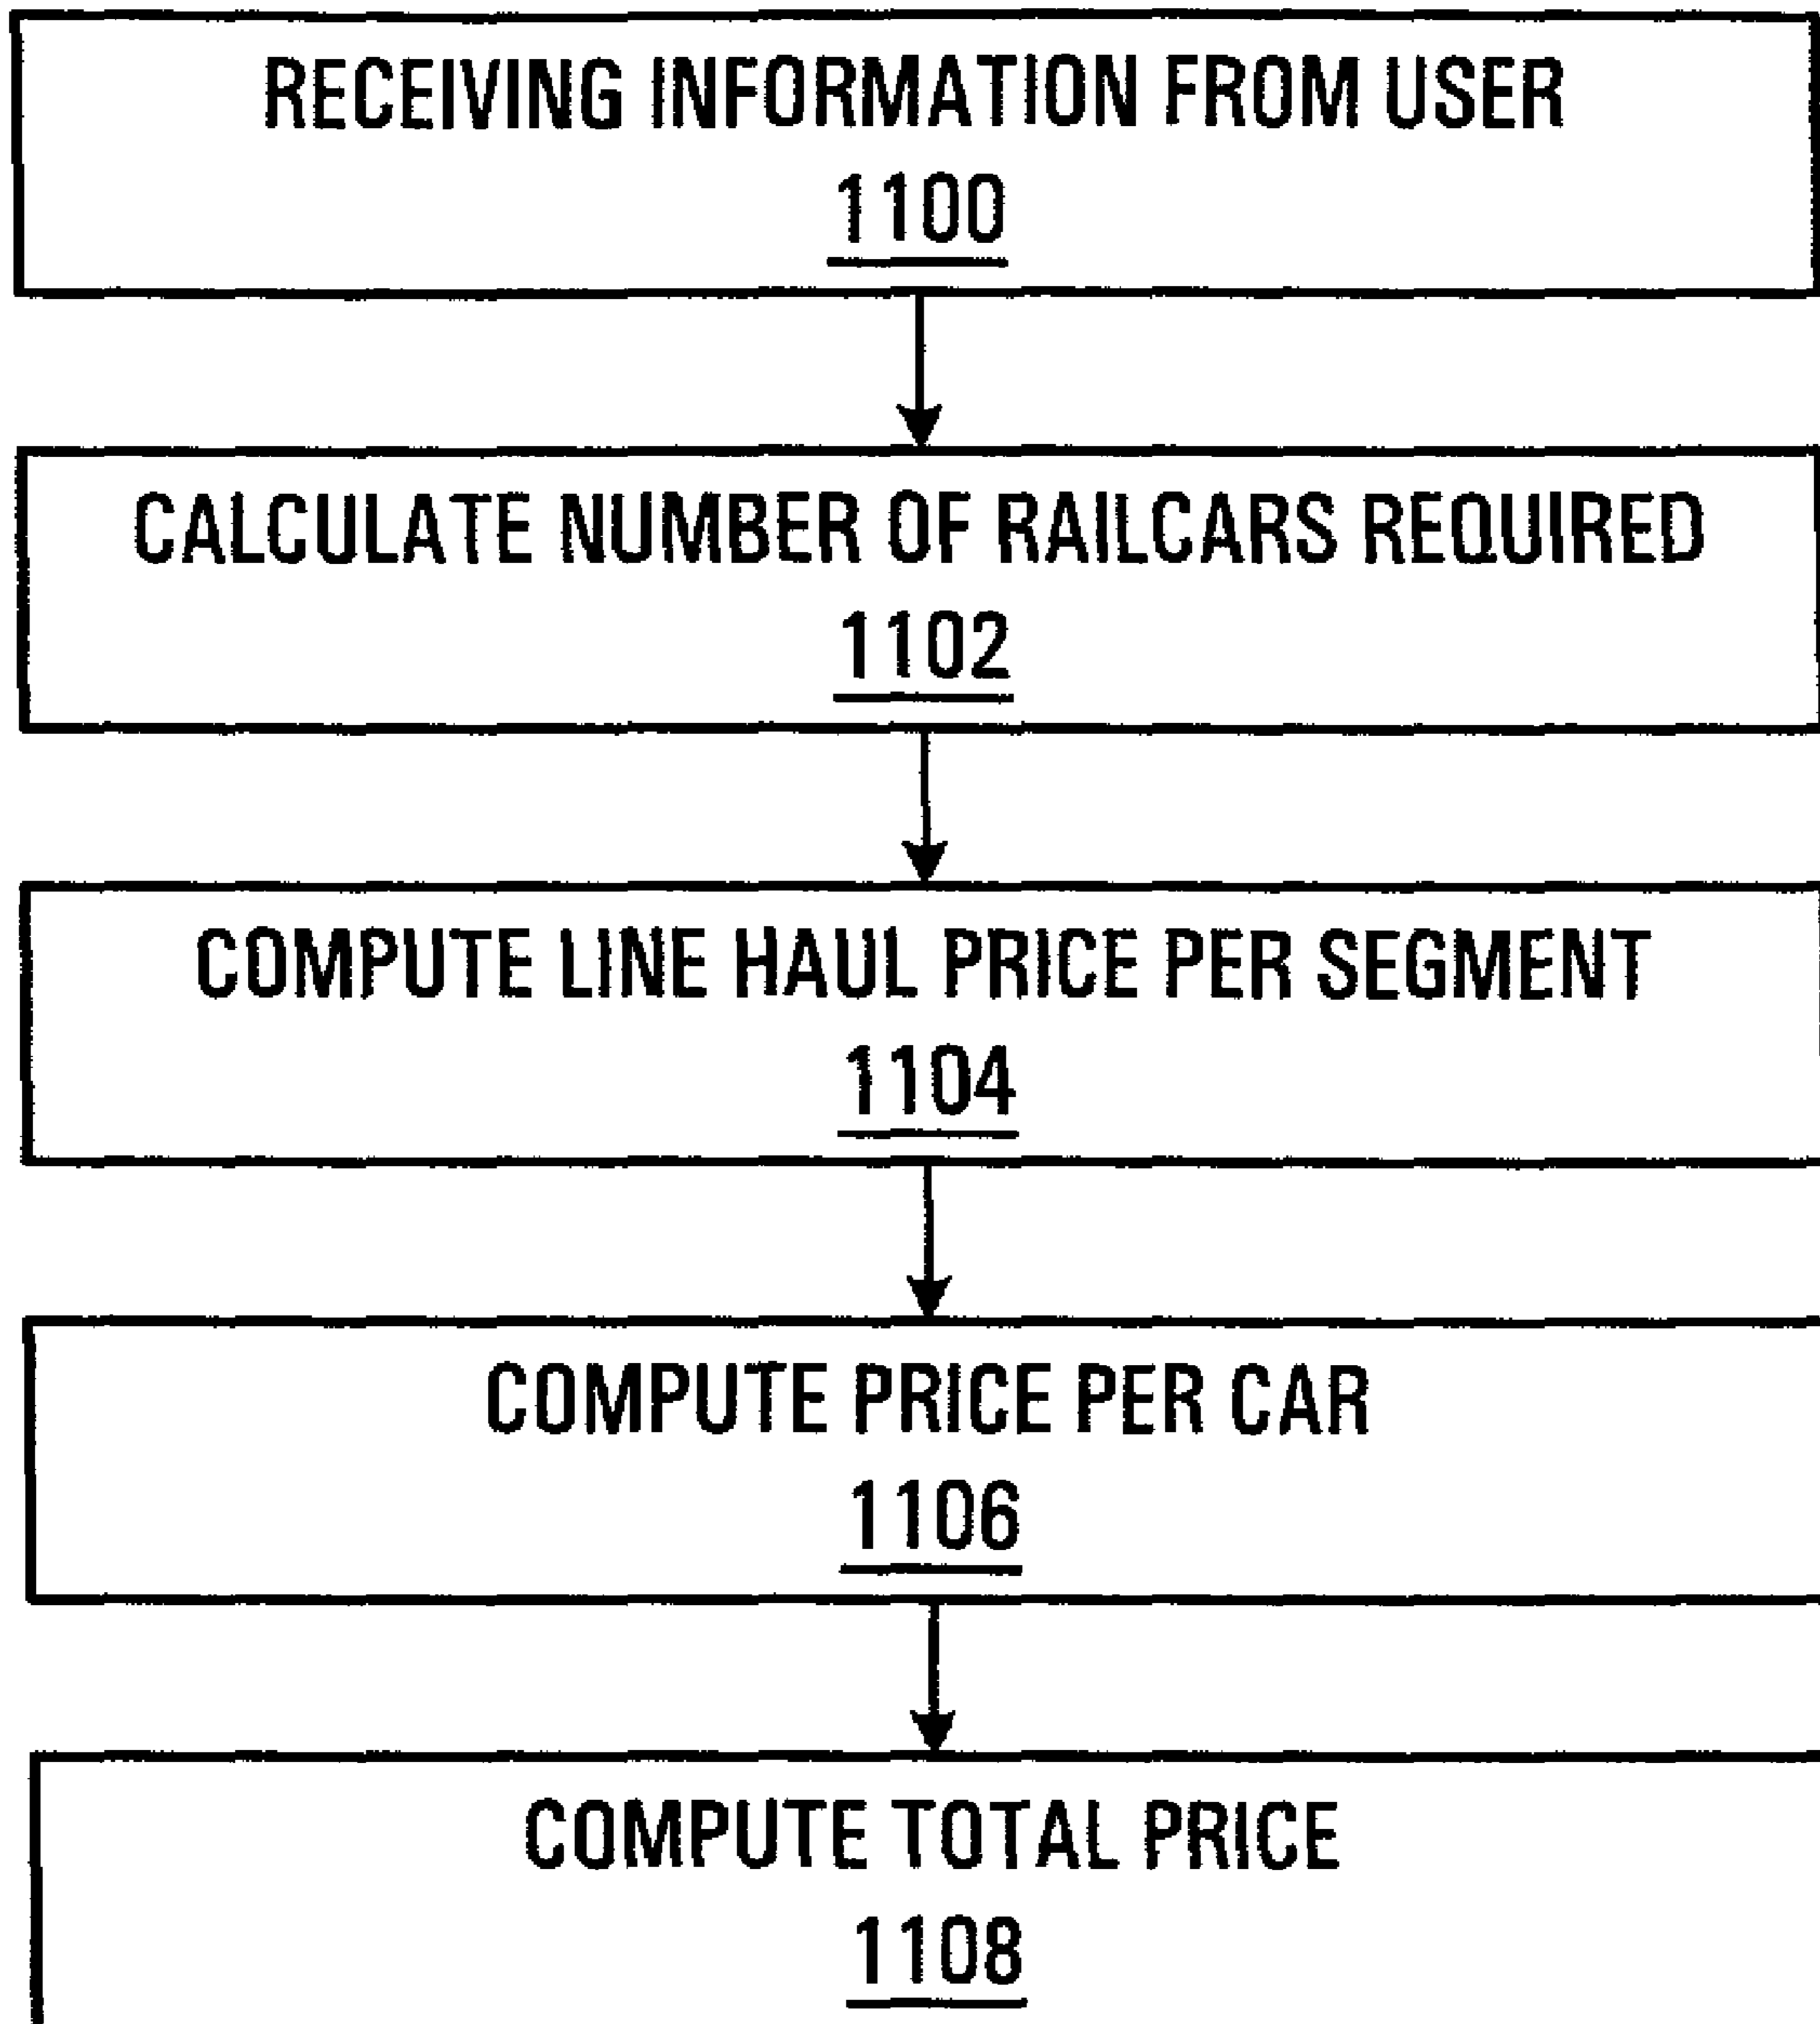 RECEIVING INFORMATION FROM USER
1100
CALCULATE NUMBER OF RAILCARS REQUIRED
1102
COMPUTE LINE HAUL PRICE PER SEGMENT
1104
COMPUTE PRICE PER CAR
1106
COMPUTE TOTAL PRICE
1108